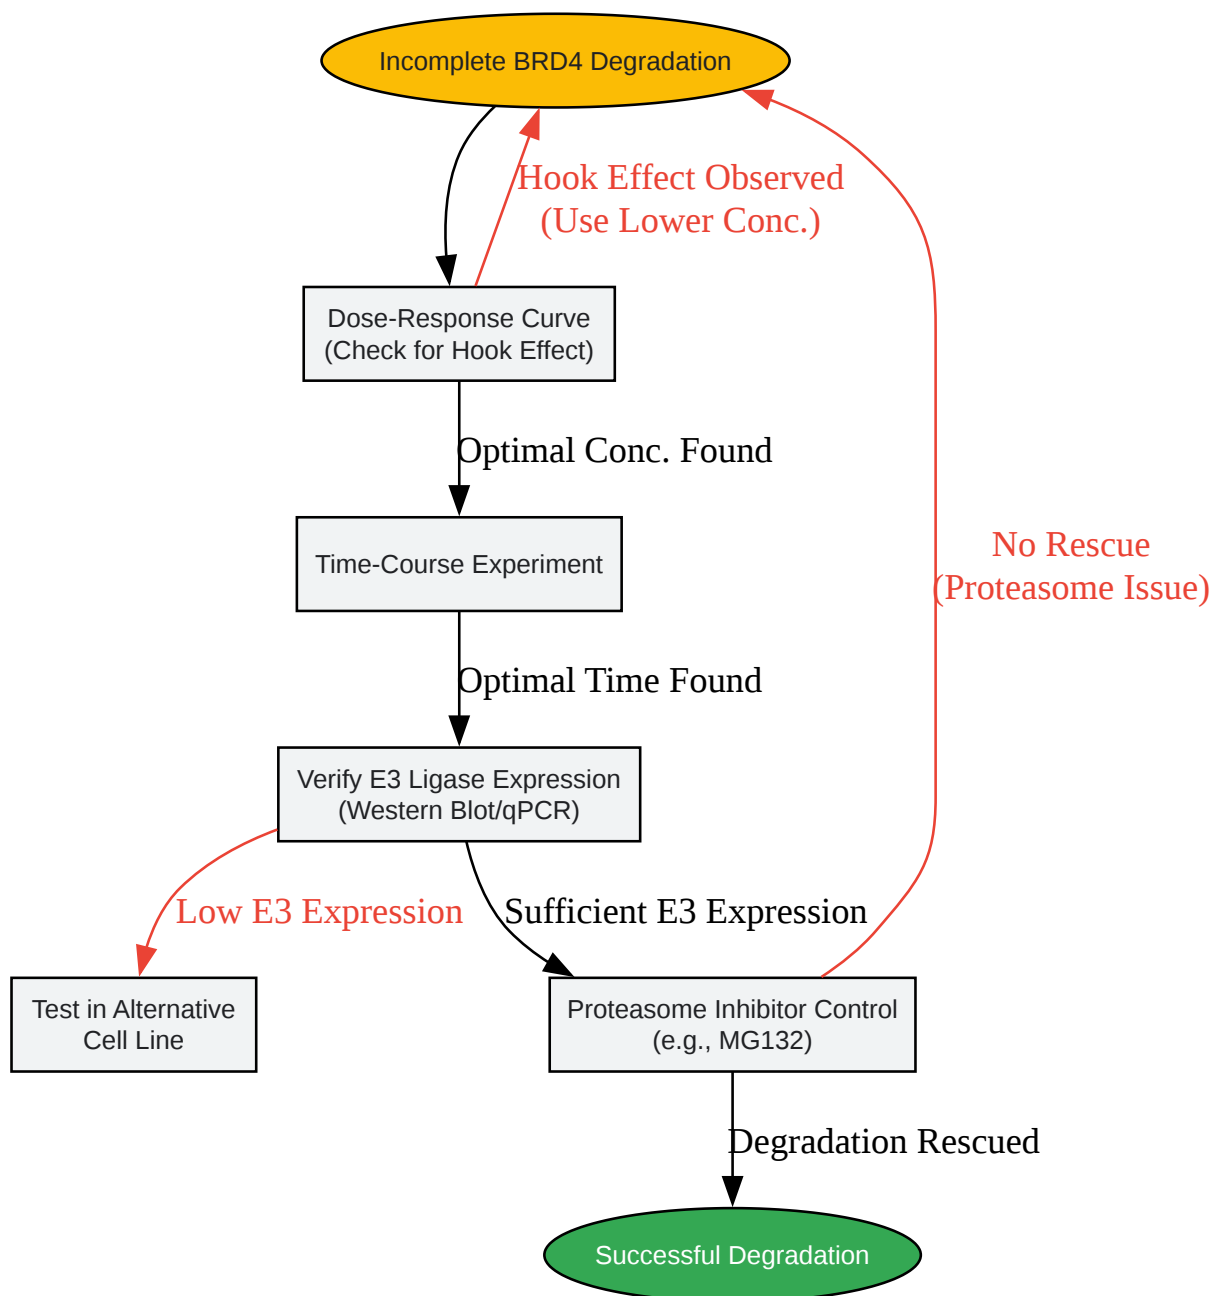 Incomplete BRD4 Degradation
Hook Effect Observed
(Use Lower Conc.)
Dose-Response Curve
(Check for Hook Effect)
Optimal Conc. Found
Time-Course Experiment
No Rescue
(Proteasome Issue)
Optimal Time Found
Verify E3 Ligase Expression
(Western Blot/qPCR)
Low E3 Expression
Sufficient E3 Expression
Test in Alternative
Cell Line
Proteasome Inhibitor Control
(e.g., MG132)
Degradation Rescued
Successful Degradation